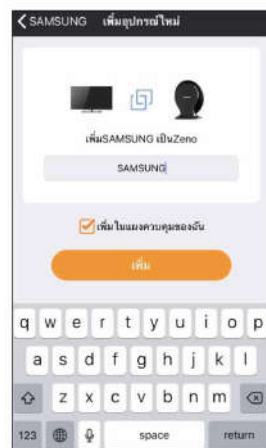 SAMSUNG เพิ่มอุปกรณ์ใหม่
เพิ่มSAMSUNG เป็นZeno
SAMSUNG
เพิ่มในแผงควบคุมของฉัน
เพิ่ม
q w e r t y u i o p
a s d f g h j k l
z x c v b n m
123 space return